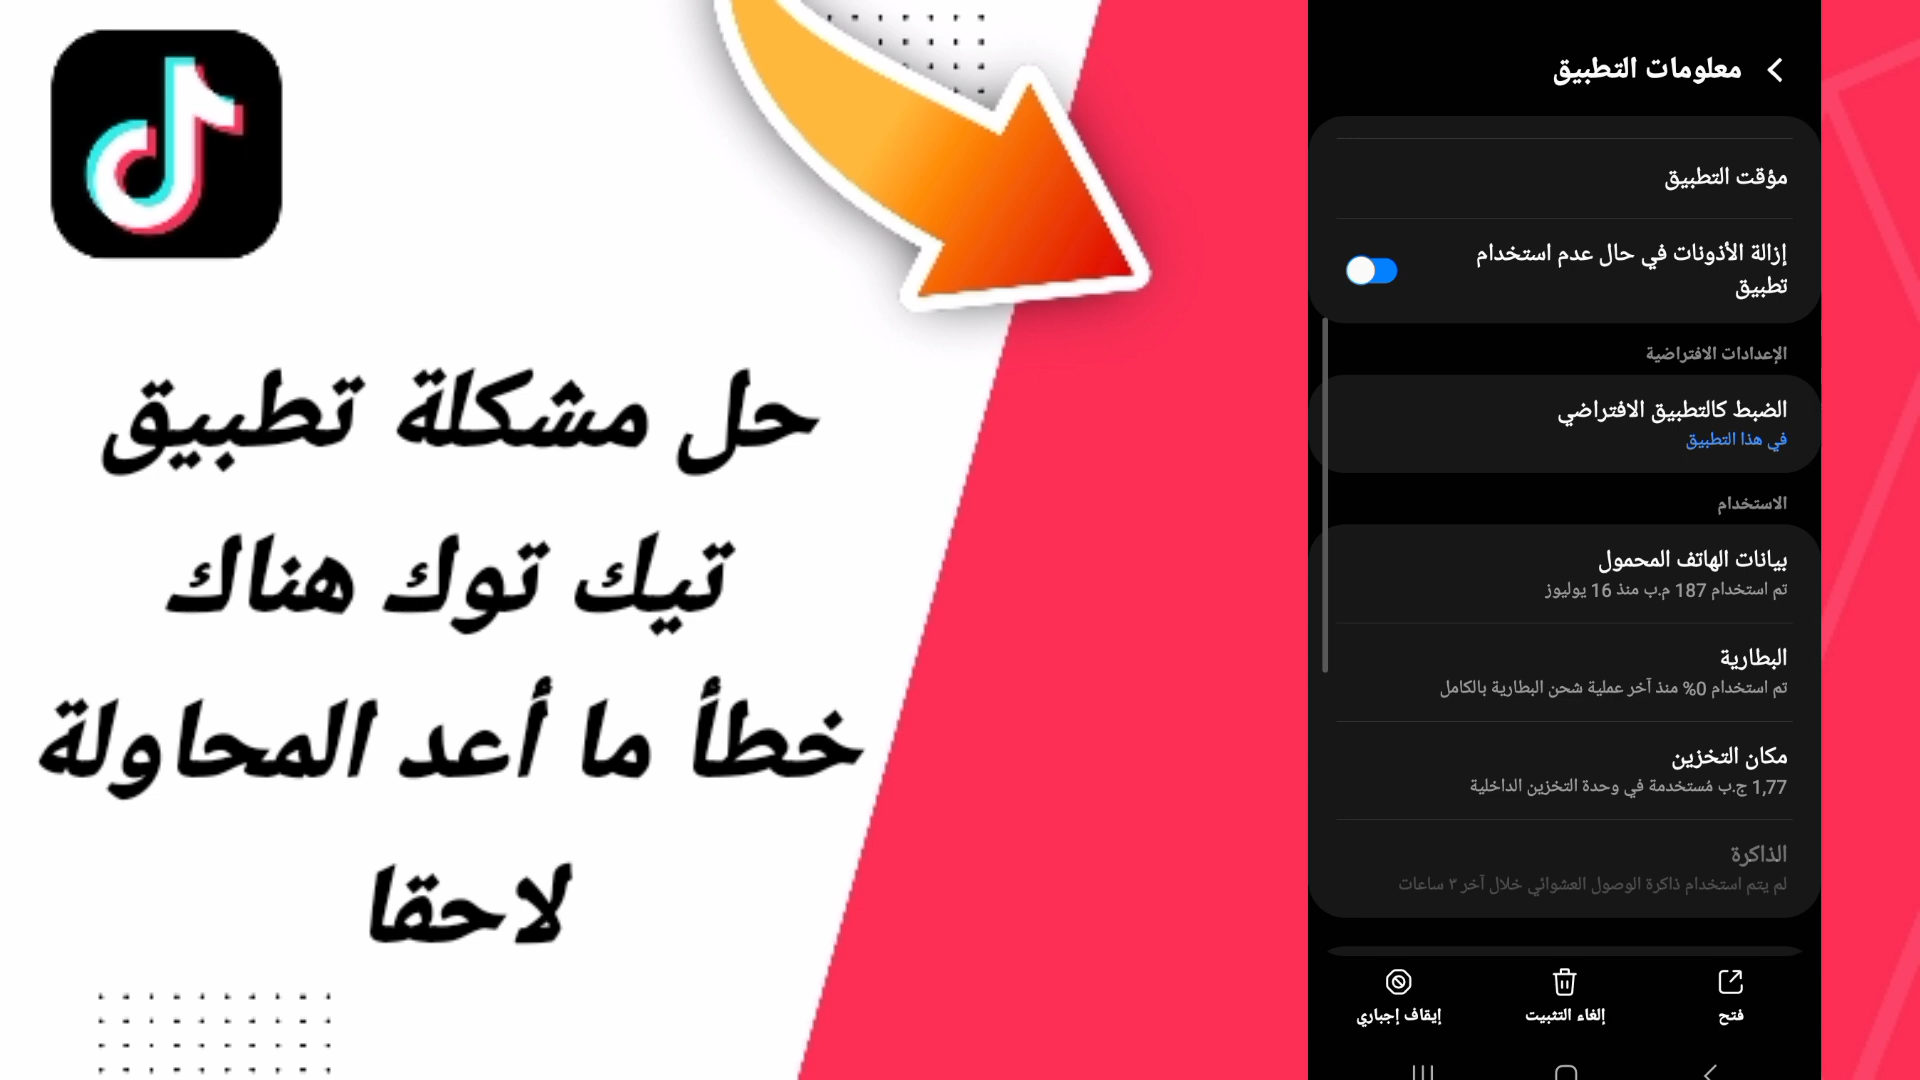 حل مشكلة تطبيق
تيك توك هناك
خطأ ما أعد المحاولة
لاحقا
معلومات التطبيق
مؤقت التطبيق
إزالة الأذونات في حال عدم استخدام
تطبيق
الإعدادات الافتراضية
الضبط كالتطبيق الافتراضي
في هذا التطبيق
الاستخدام
بيانات الهاتف المحمول
تم استخدام 187 م.ب منذ 16 يوليوز
البطارية
تم استخدام 0% منذ آخر عملية شحن البطارية بالكامل
مكان التخزين
1,77 ج.ب مُستخدمة في وحدة التخزين الداخلية
الذاكرة
لم يتم استخدام ذاكرة الوصول العشوائي خلال آخر ٣ ساعات
فتح
إلغاء التثبيت
إيقاف إجباري